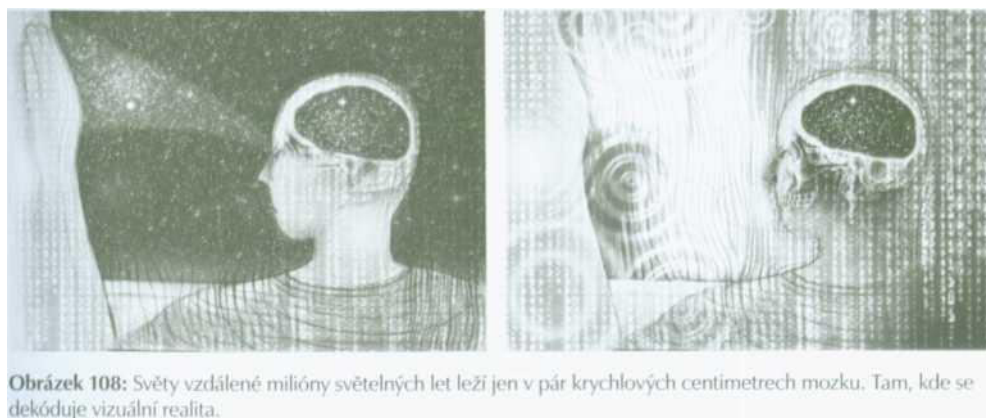 Obrázek 108: Světy vzdálené milióny světelných let leží jen v pár krychlových centimetrech mozku. Tam, kde se
dekóduje vizuální realita.